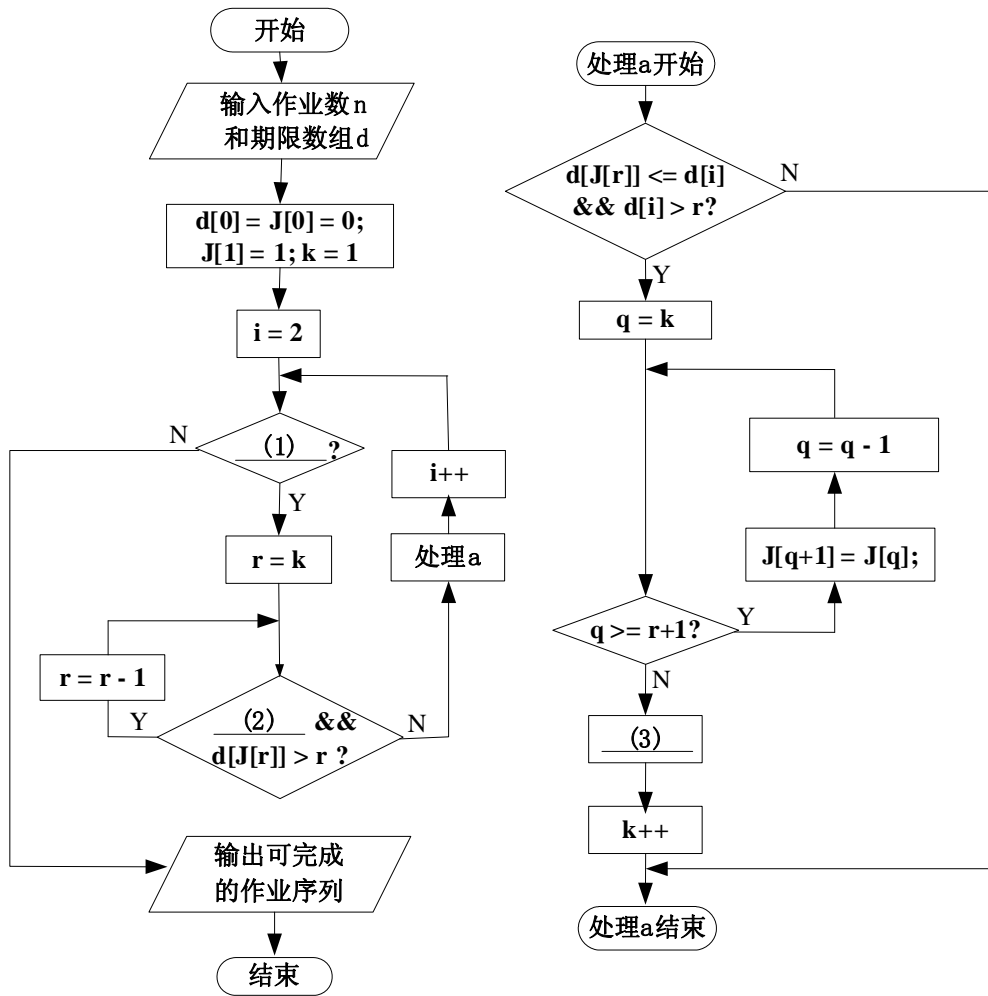 开始
输入作业数n
和期限数组d
d[0] = J[0] = 0;
J[1] = 1; k = 1
i = 2
(1) ?
N
Y
r = k
r = r - 1
(2) &&
d[J[r]] > r ?
Y
N
处理a
i++
输出可完成
的作业序列
结束
处理a开始
d[J[r]] <= d[i]
&& d[i] > r?
N
Y
q = k
q = q - 1
J[q+1] = J[q];
q >= r+1?
Y
N
(3)
k++
处理a结束